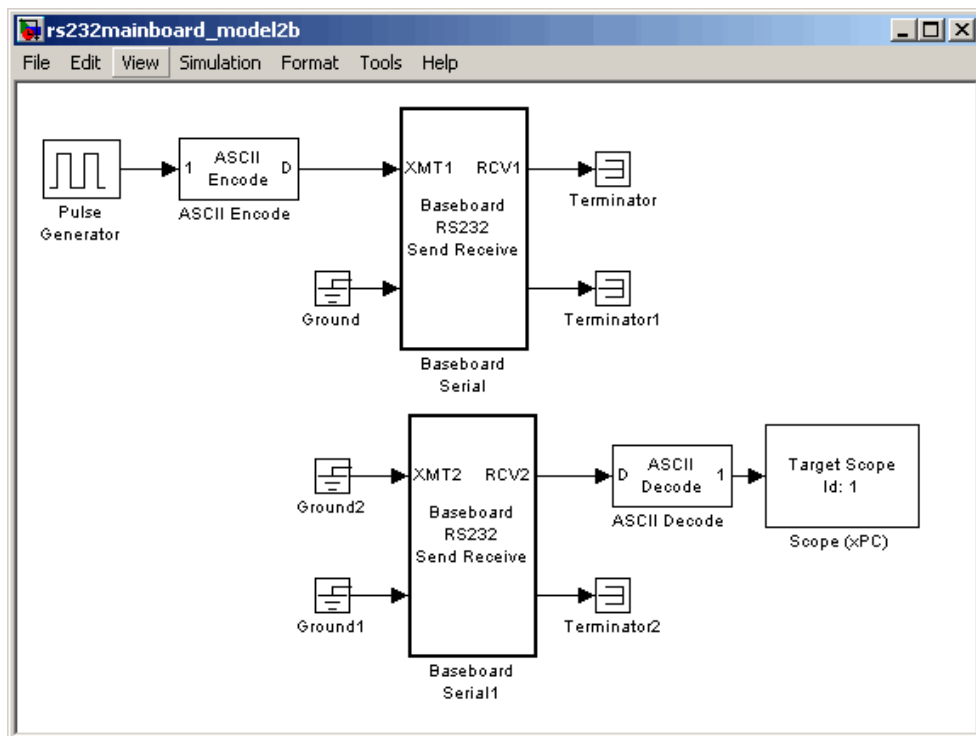 rs232mainboard_model2b
File Edit View Simulation Format Tools Help
Pulse
Generator
1 ASCII
Encode D
ASCII Encode
XMT1 RCV1
Baseboard
RS232
Send Receive
Baseboard
Serial
Ground
Terminator
Terminator1
Ground2
Ground1
XMT2 RCV2
Baseboard
RS232
Send Receive
Baseboard
Serial1
D ASCII
Decode 1
ASCII Decode
Target Scope
Id: 1
Scope (xPC)
Terminator2